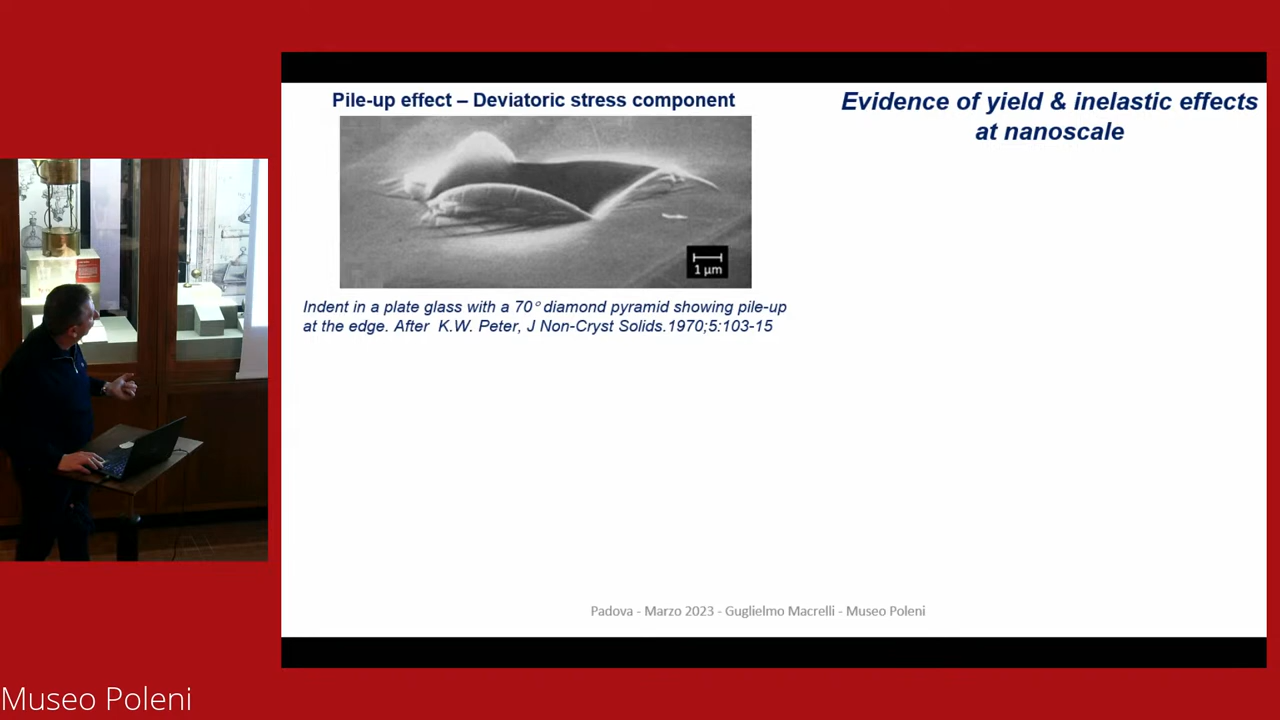 Pile-up effect – Deviatoric stress component
Evidence of yield & inelastic effects
at nanoscale
1 μm
Indent in a plate glass with a 70° diamond pyramid showing pile-up
at the edge. After K.W. Peter, J Non-Cryst Solids.1970;5:103-15
Padova - Marzo 2023 - Guglielmo Macrelli - Museo Poleni
Museo Poleni